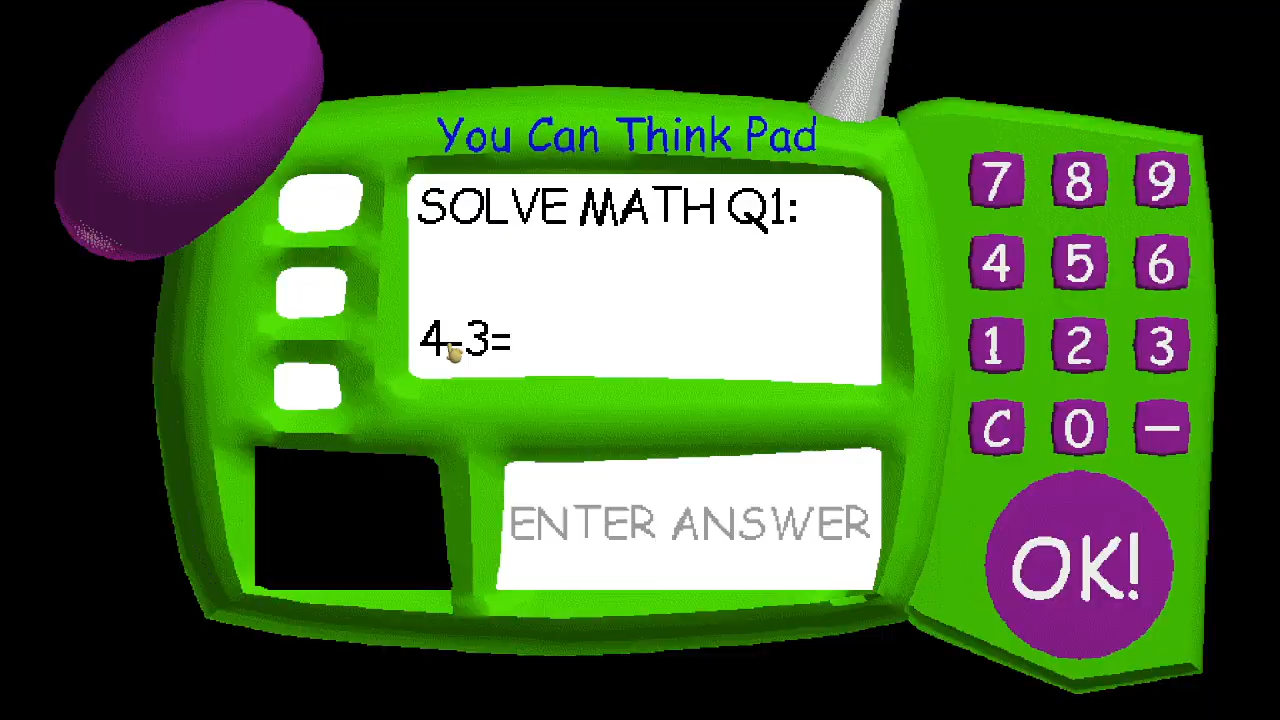 You Can Think Pad
SOLVE MATH Q1:
4-3=
ENTER ANSWER
7 8 9
4 5 6
1 2 3
C 0 —
OK!